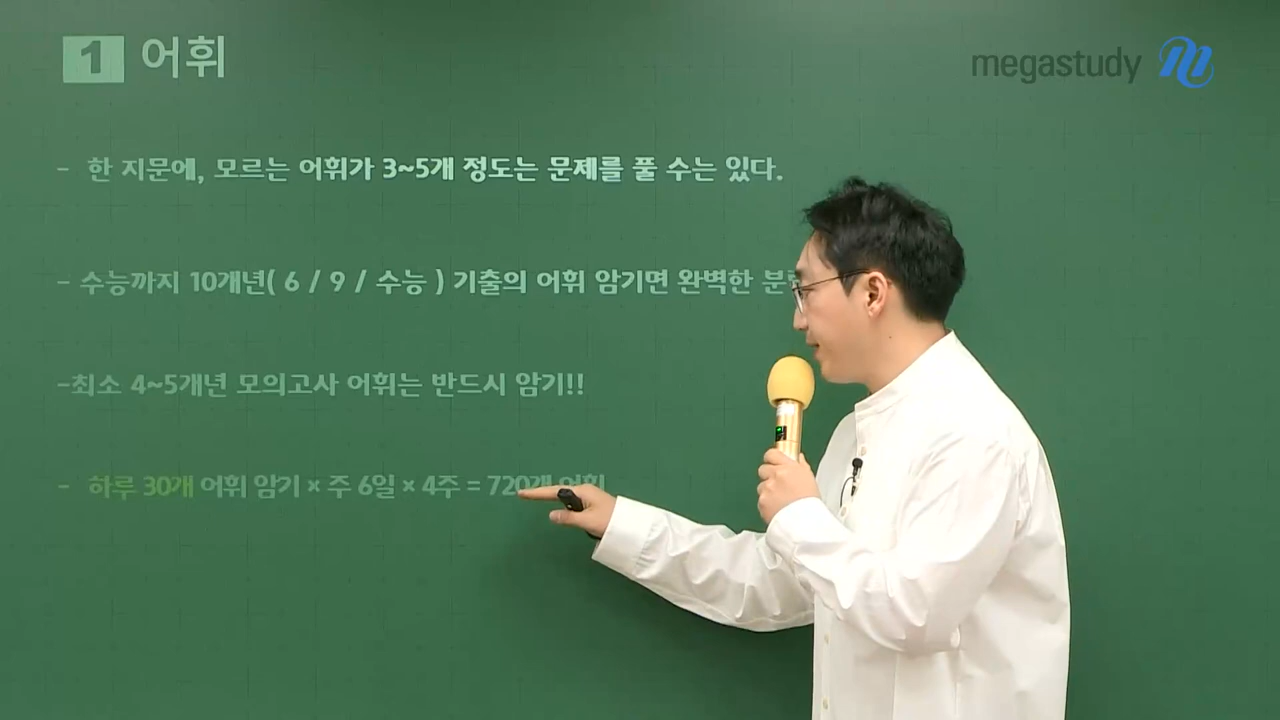 1 어휘
megastudy
- 한 지문에, 모르는 어휘가 3~5개 정도는 문제를 풀 수는 있다.
- 수능까지 10개년( 6 / 9 / 수능 ) 기출의 어휘 암기면 완벽한
-최소 4~5개년 모의고사 어휘는 반드시 암기!!
- 하루 30개 어휘 암기 × 주 6일 × 4주 = 720개 어휘